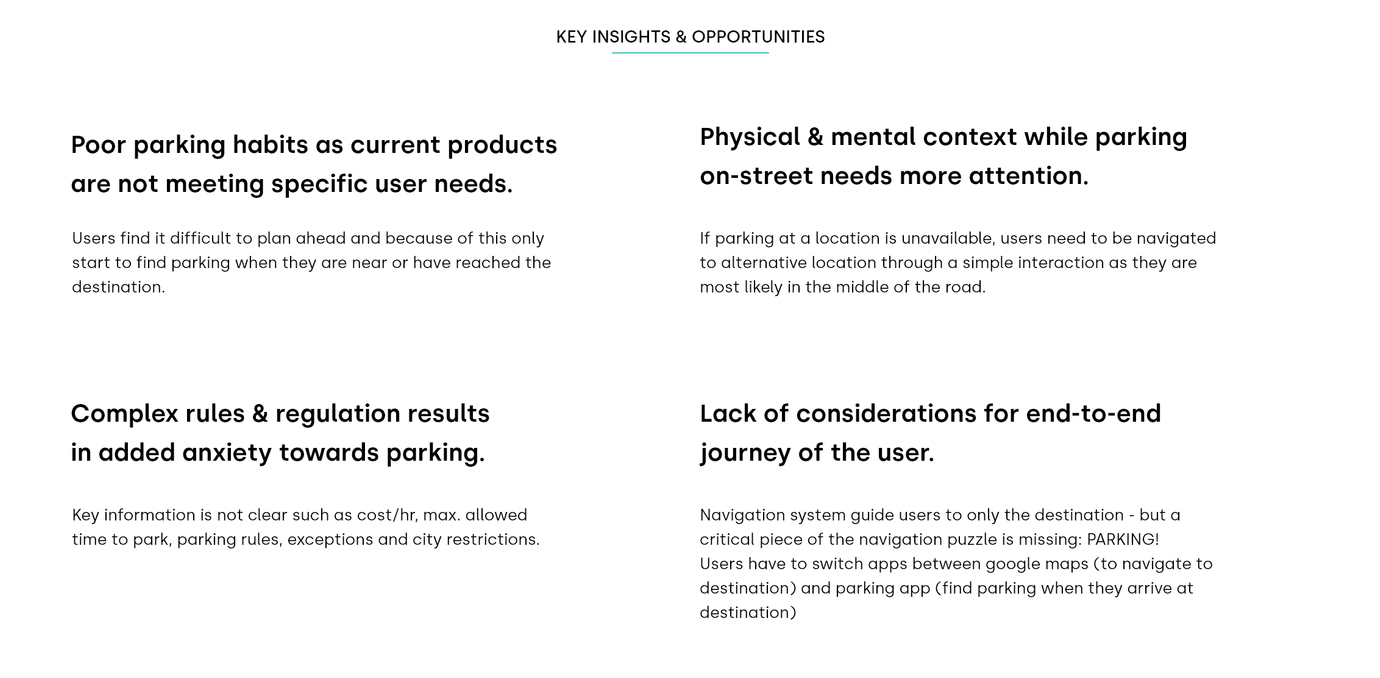 KEY INSIGHTS & OPPORTUNITIES
Poor parking habits as current products
are not meeting specific user needs.
Users find it difficult to plan ahead and because of this only
start to find parking when they are near or have reached the
destination.
Physical & mental context while parking
on-street needs more attention.
If parking at a location is unavailable, users need to be navigated
to alternative location through a simple interaction as they are
most likely in the middle of the road.
Complex rules & regulation results
in added anxiety towards parking.
Key information is not clear such as cost/hr, max. allowed
time to park, parking rules, exceptions and city restrictions.
Lack of considerations for end-to-end
journey of the user.
Navigation system guide users to only the destination - but a
critical piece of the navigation puzzle is missing: PARKING!
Users have to switch apps between google maps (to navigate to
destination) and parking app (find parking when they arrive at
destination)